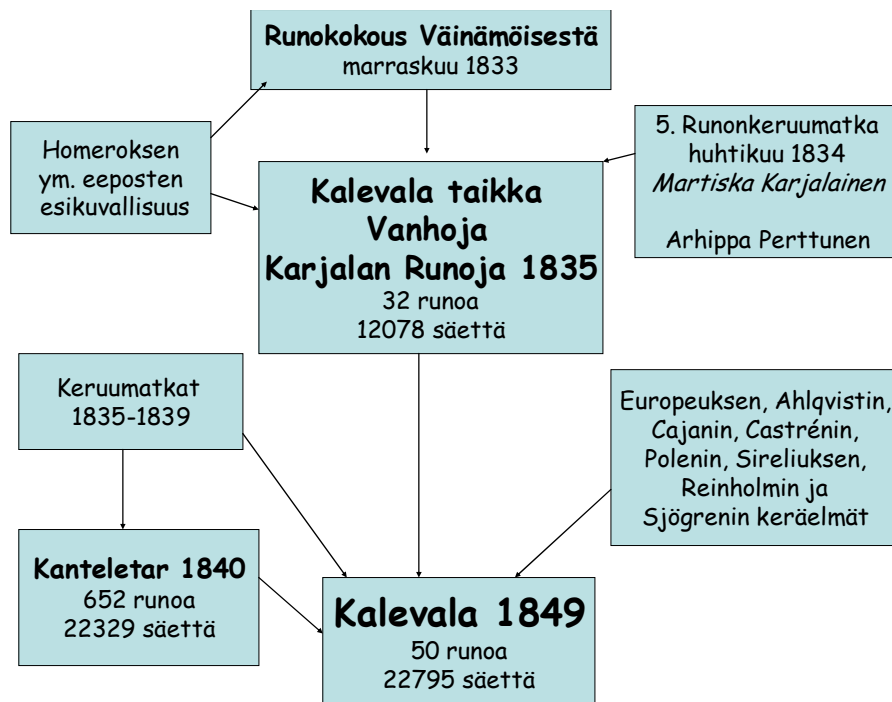 Runokokous Väinämöisestä
marraskuu 1833
Homeroksen
ym. eeposten
esikuvallisuus
5. Runonkeruumatka
huhtikuu 1834
Martiska Karjalainen
Arhippa Perttunen
Kalevala taikka
Vanhoja
Karjalan Runoja 1835
32 runoa
12078 säettä
Keruumatkat
1835-1839
Europeuksen, Ahlqvistin,
Cajanin, Castrénin,
Polenin, Sireliuksen,
Reinholmin ja
Sjögrenin keräelmät
Kanteletar 1840
652 runoa
22329 säettä
Kalevala 1849
50 runoa
22795 säettä